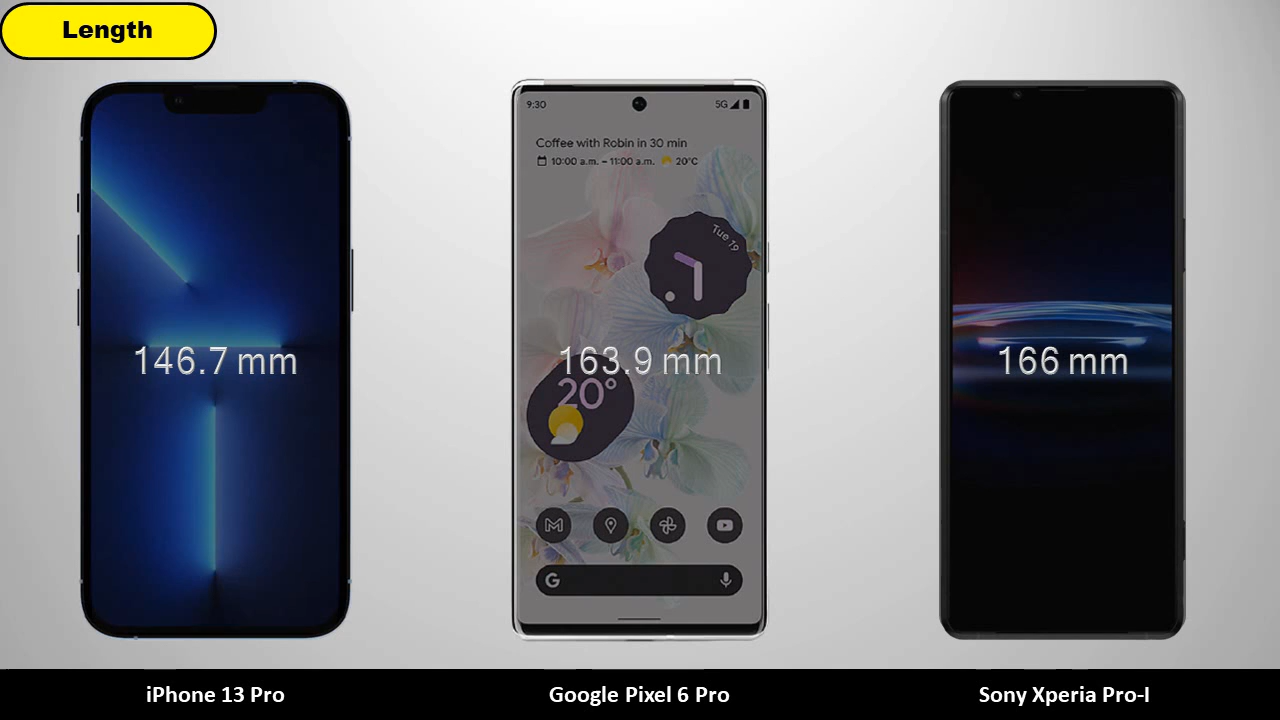 Length
9:30
5G
Coffee with Robin in 30 min
10:00 a.m. – 11:00 a.m. 20°C
Tue 19
146.7 mm
163.9 mm
166 mm
20°
G
iPhone 13 Pro
Google Pixel 6 Pro
Sony Xperia Pro-I